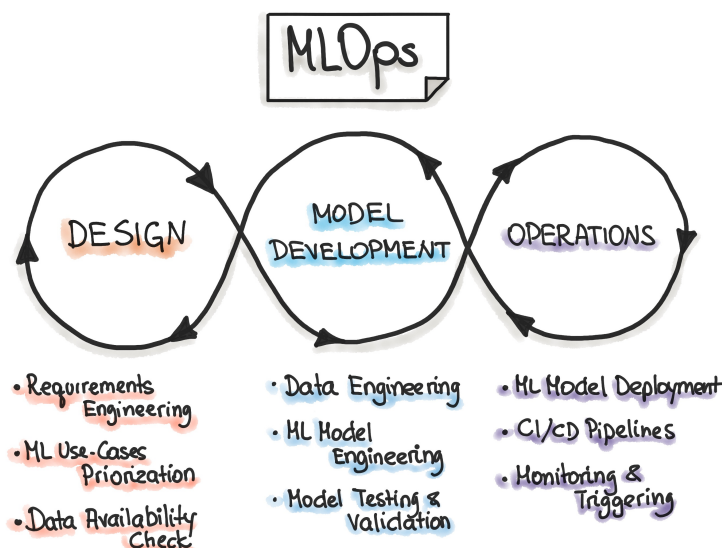 MLOps
DESIGN
MODEL
DEVELOPMENT
OPERATIONS
• Requirements
Engineering
• ML Use-Cases
Priorization
• Data Availability
Check
• Data Engineering
• ML Model
Engineering
• Model Testing &
Validation
• ML Model Deployment
• CI/CD Pipelines
• Monitoring &
Triggering